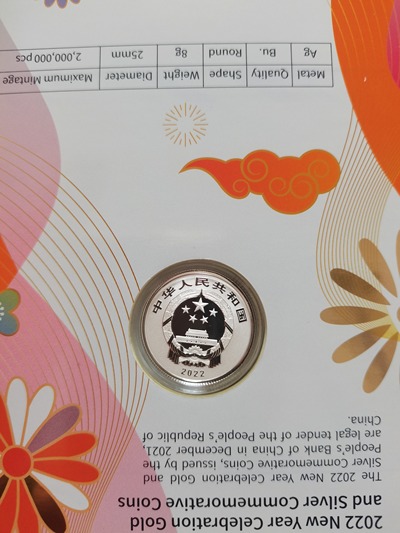 2022 New Year Celebration Gold
and Silver Commemorative Coins
The 2022 New Year Celebration Gold and
Silver Commemorative Coins, issued by the
People's Bank of China in December 2021,
are legal tender of the People's Republic of
China.
中华人民共和国
2022
Metal Quality Shape Weight Diameter Maximum Mintage
Ag Bu. Round 8g 25mm 2,000,000 pcs